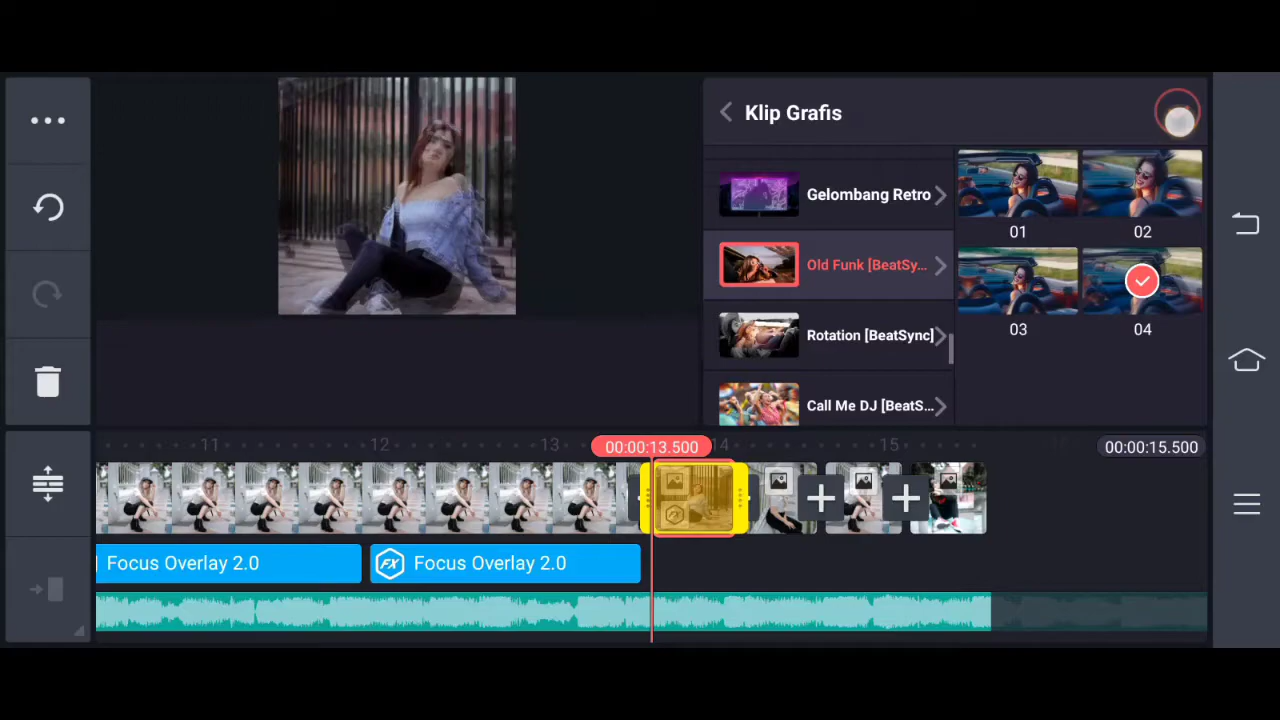 Klip Grafis
Gelombang Retro
01
02
Old Funk [BeatSy...
Rotation [BeatSync]
03
04
Call Me DJ [BeatS...
11
12
13
00:00:13.500
14
15
00:00:15.500
FX
Focus Overlay 2.0
FX
Focus Overlay 2.0